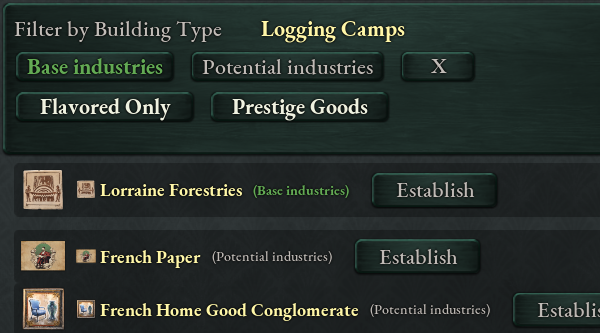 Filter by Building Type Logging Camps
Base industries Potential industries X
Flavored Only Prestige Goods
Lorraine Forestries (Base industries) Establish
French Paper (Potential industries) Establish
French Home Good Conglomerate (Potential industries) Establis